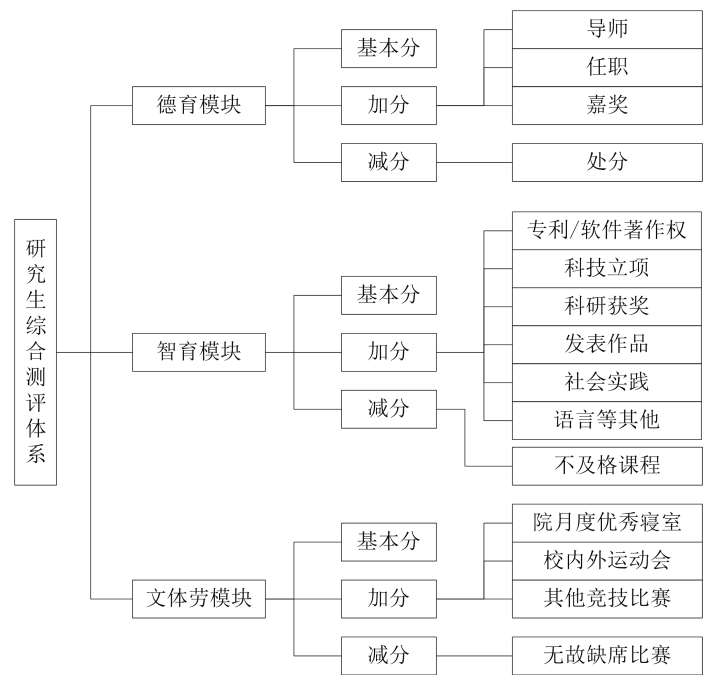 研究生综合测评体系
德育模块
基本分
加分
导师
任职
嘉奖
减分
处分
智育模块
基本分
加分
专利/软件著作权
科技立项
科研获奖
发表作品
社会实践
语言等其他
减分
不及格课程
文体劳模块
基本分
加分
院月度优秀寝室
校内外运动会
其他竞技比赛
减分
无故缺席比赛